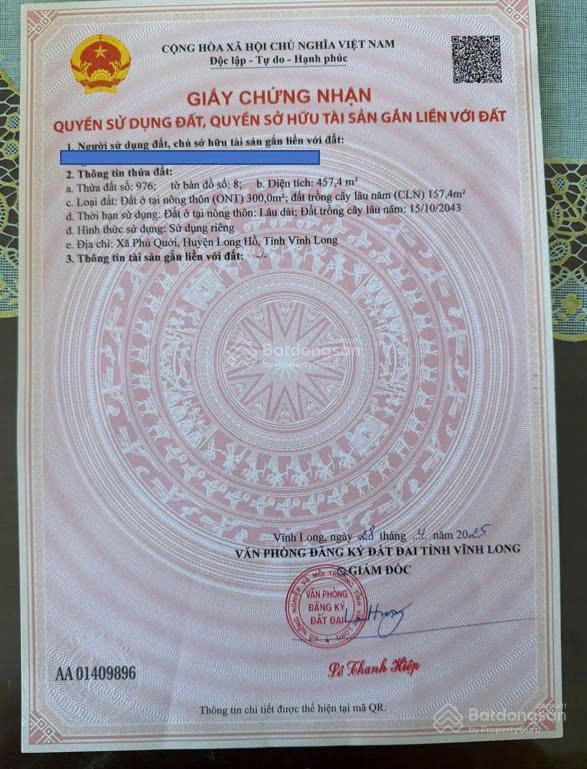 CỘNG HÒA XÃ HỘI CHỦ NGHĨA VIỆT NAM
Độc lập - Tự do - Hạnh phúc
GIẤY CHỨNG NHẬN
QUYỀN SỬ DỤNG ĐẤT, QUYỀN SỞ HỮU TÀI SẢN GẮN LIỀN VỚI ĐẤT
1. Người sử dụng đất, chủ sở hữu tài sản gắn liền với đất:
2. Thông tin thửa đất:
a. Thửa đất số: 976; tờ bản đồ số: 8; b. Diện tích: 457,4 m²
c. Loại đất: Đất ở tại nông thôn (ONT) 300,0m²; đất trồng cây lâu năm (CLN) 157,4m²
d. Thời hạn sử dụng: Đất ở tại nông thôn: Lâu dài; Đất trồng cây lâu năm: 15/10/2043
đ. Hình thức sử dụng: Sử dụng riêng
e. Địa chỉ: Xã Phú Quới, Huyện Long Hồ, Tỉnh Vĩnh Long
3. Thông tin tài sản gắn liền với đất: -/-
Batdongsan
by PropertyGuru
Vĩnh Long, ngày 28 tháng 4 năm 2025
VĂN PHÒNG ĐĂNG KÝ ĐẤT ĐAI TỈNH VĨNH LONG
GIÁM ĐỐC
VĂN PHÒNG
ĐĂNG KÝ
ĐẤT ĐAI
Lê Thanh Hiệp
AA 01409896
Thông tin chi tiết được thể hiện tại mã QR.
Batdongsan
by PropertyGuru